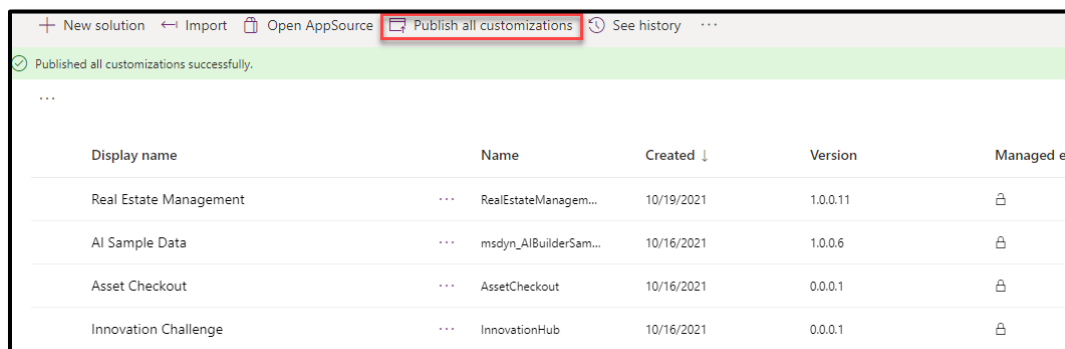 New solution Import Open AppSource Publish all customizations See history ...
Published all customizations successfully.
...
Display name Name Created ↓ Version Managed e
Real Estate Management ... RealEstateManagem... 10/19/2021 1.0.0.11
AI Sample Data ... msdyn_AIBuilderSam... 10/16/2021 1.0.0.6
Asset Checkout ... AssetCheckout 10/16/2021 0.0.0.1
Innovation Challenge ... InnovationHub 10/16/2021 0.0.0.1